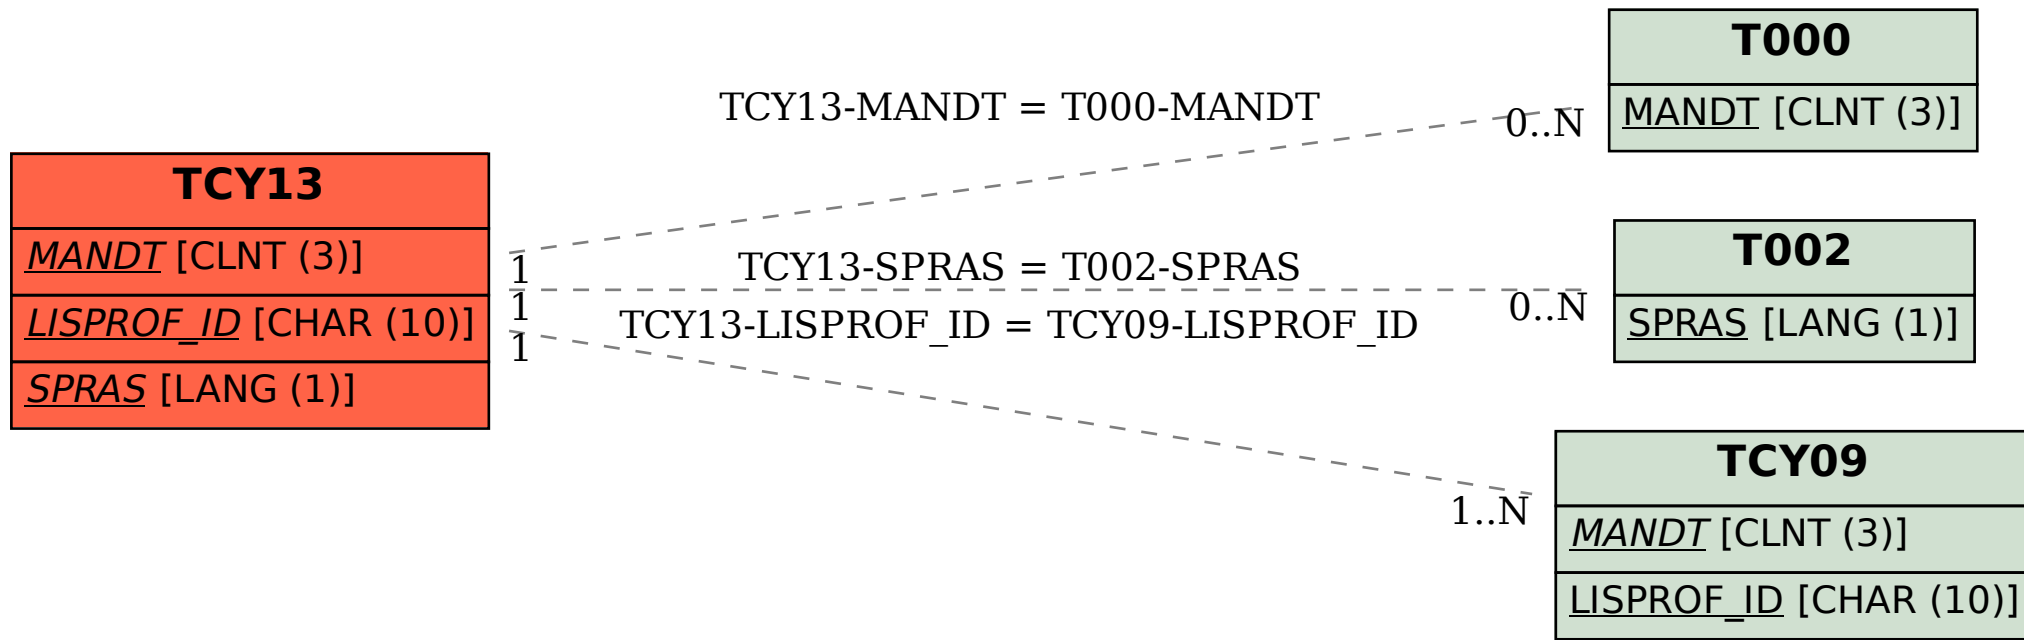 TCY13
MANDT [CLNT (3)]
LISPROF_ID [CHAR (10)]
SPRAS [LANG (1)]
TCY13-MANDT = T000-MANDT
1
0..N
TCY13-SPRAS = T002-SPRAS
1
0..N
TCY13-LISPROF_ID = TCY09-LISPROF_ID
1
1..N
T000
MANDT [CLNT (3)]
T002
SPRAS [LANG (1)]
TCY09
MANDT [CLNT (3)]
LISPROF_ID [CHAR (10)]